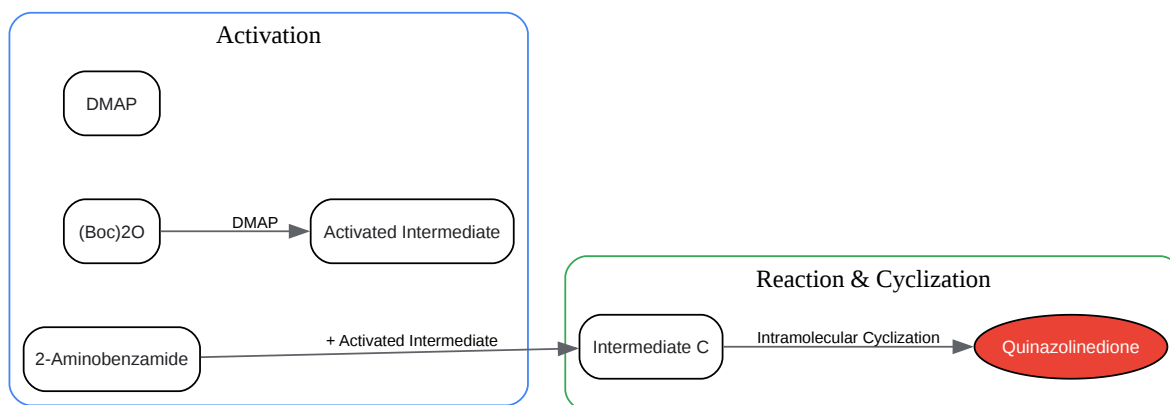 Activation
DMAP
(Boc)2O
DMAP
Activated Intermediate
2-Aminobenzamide
+ Activated Intermediate
Reaction & Cyclization
Intermediate C
Intramolecular Cyclization
Quinazolinedione